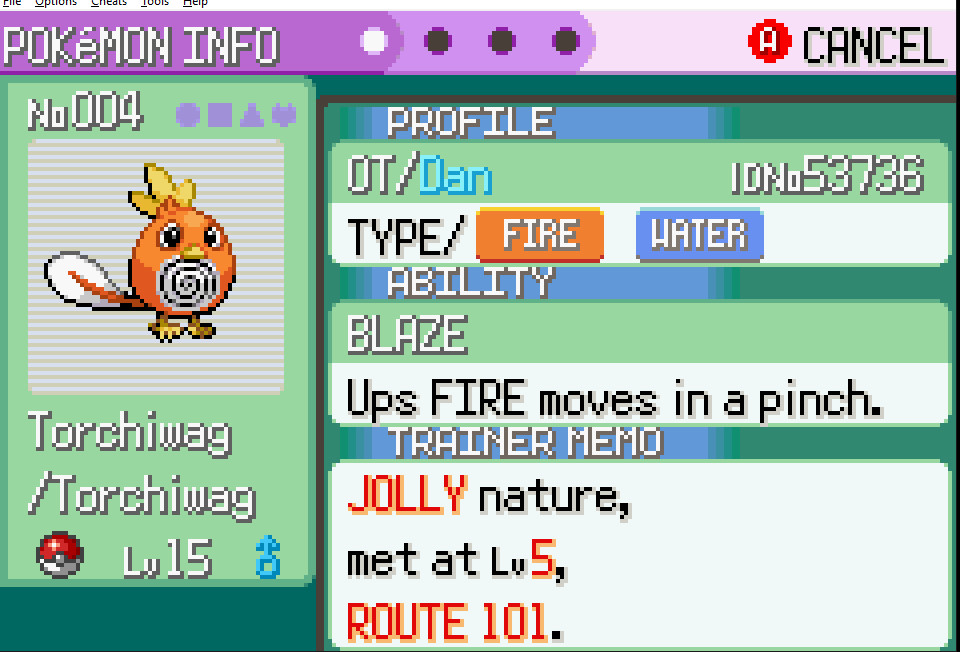 File Options Cheats Tools Help
POKéMON INFO
A CANCEL
No004
PROFILE
OT/Dan IDNo53736
TYPE/ FIRE WATER
ABILITY
BLAZE
Ups FIRE moves in a pinch.
TRAINER MEMO
JOLLY nature,
met at Lv5,
ROUTE 101.
Torchiwag
/Torchiwag
Lv15 ♂